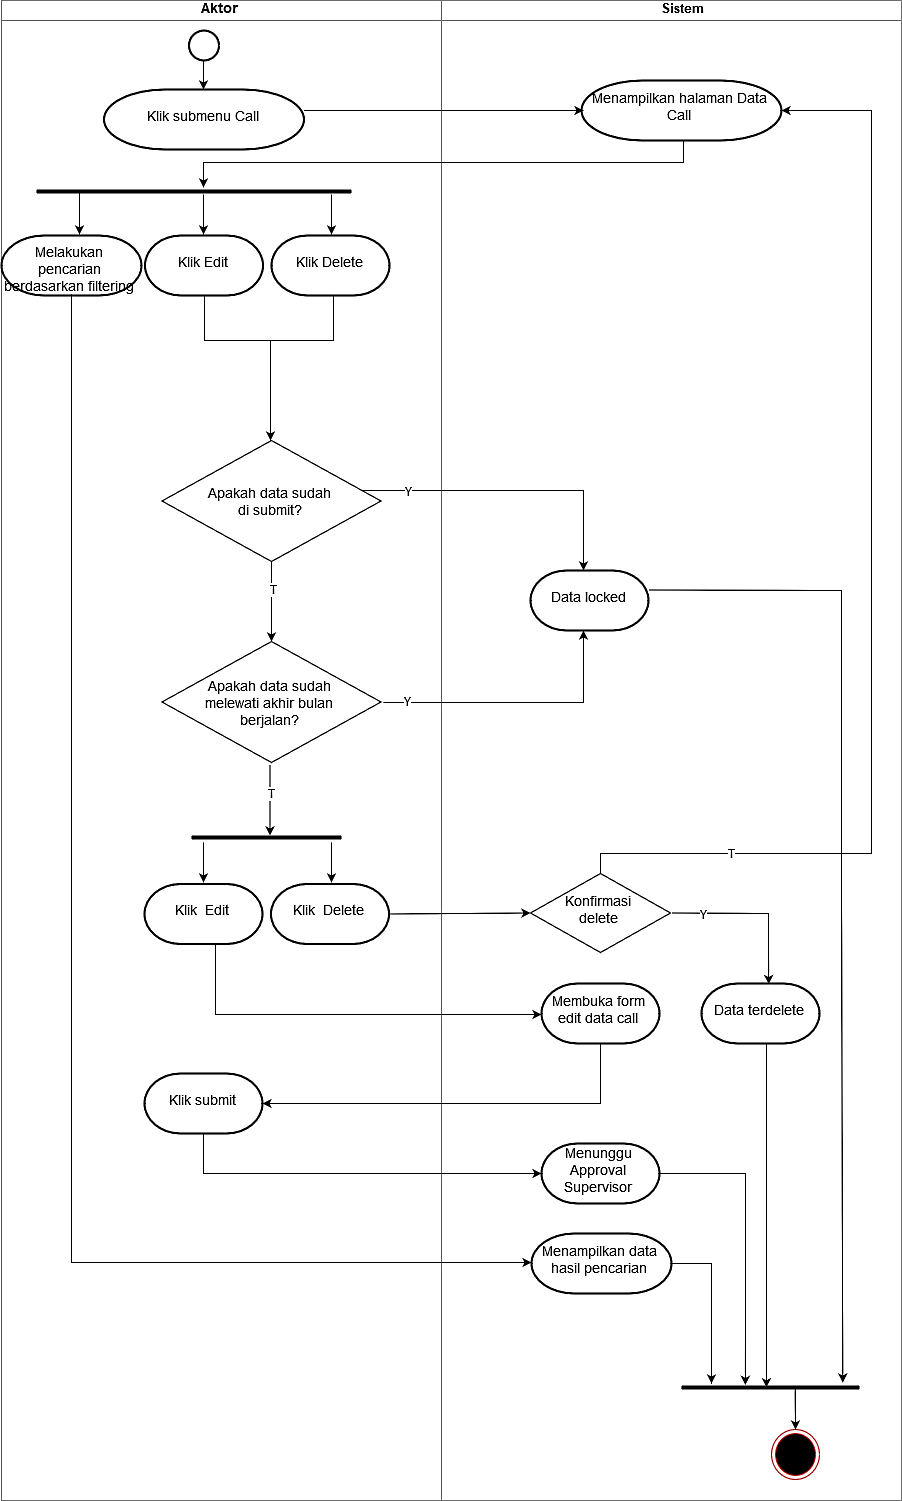 Aktor
Sistem
Klik submenu Call
Menampilkan halaman Data
Call
Melakukan
pencarian
berdasarkan filtering
Klik Edit
Klik Delete
Apakah data sudah
di submit?
Y
T
Data locked
Apakah data sudah
melewati akhir bulan
berjalan?
Y
T
T
Klik  Edit
Klik  Delete
Konfirmasi
delete
Y
Membuka form
edit data call
Data terdelete
Klik submit
Menunggu
Approval
Supervisor
Menampilkan data
hasil pencarian